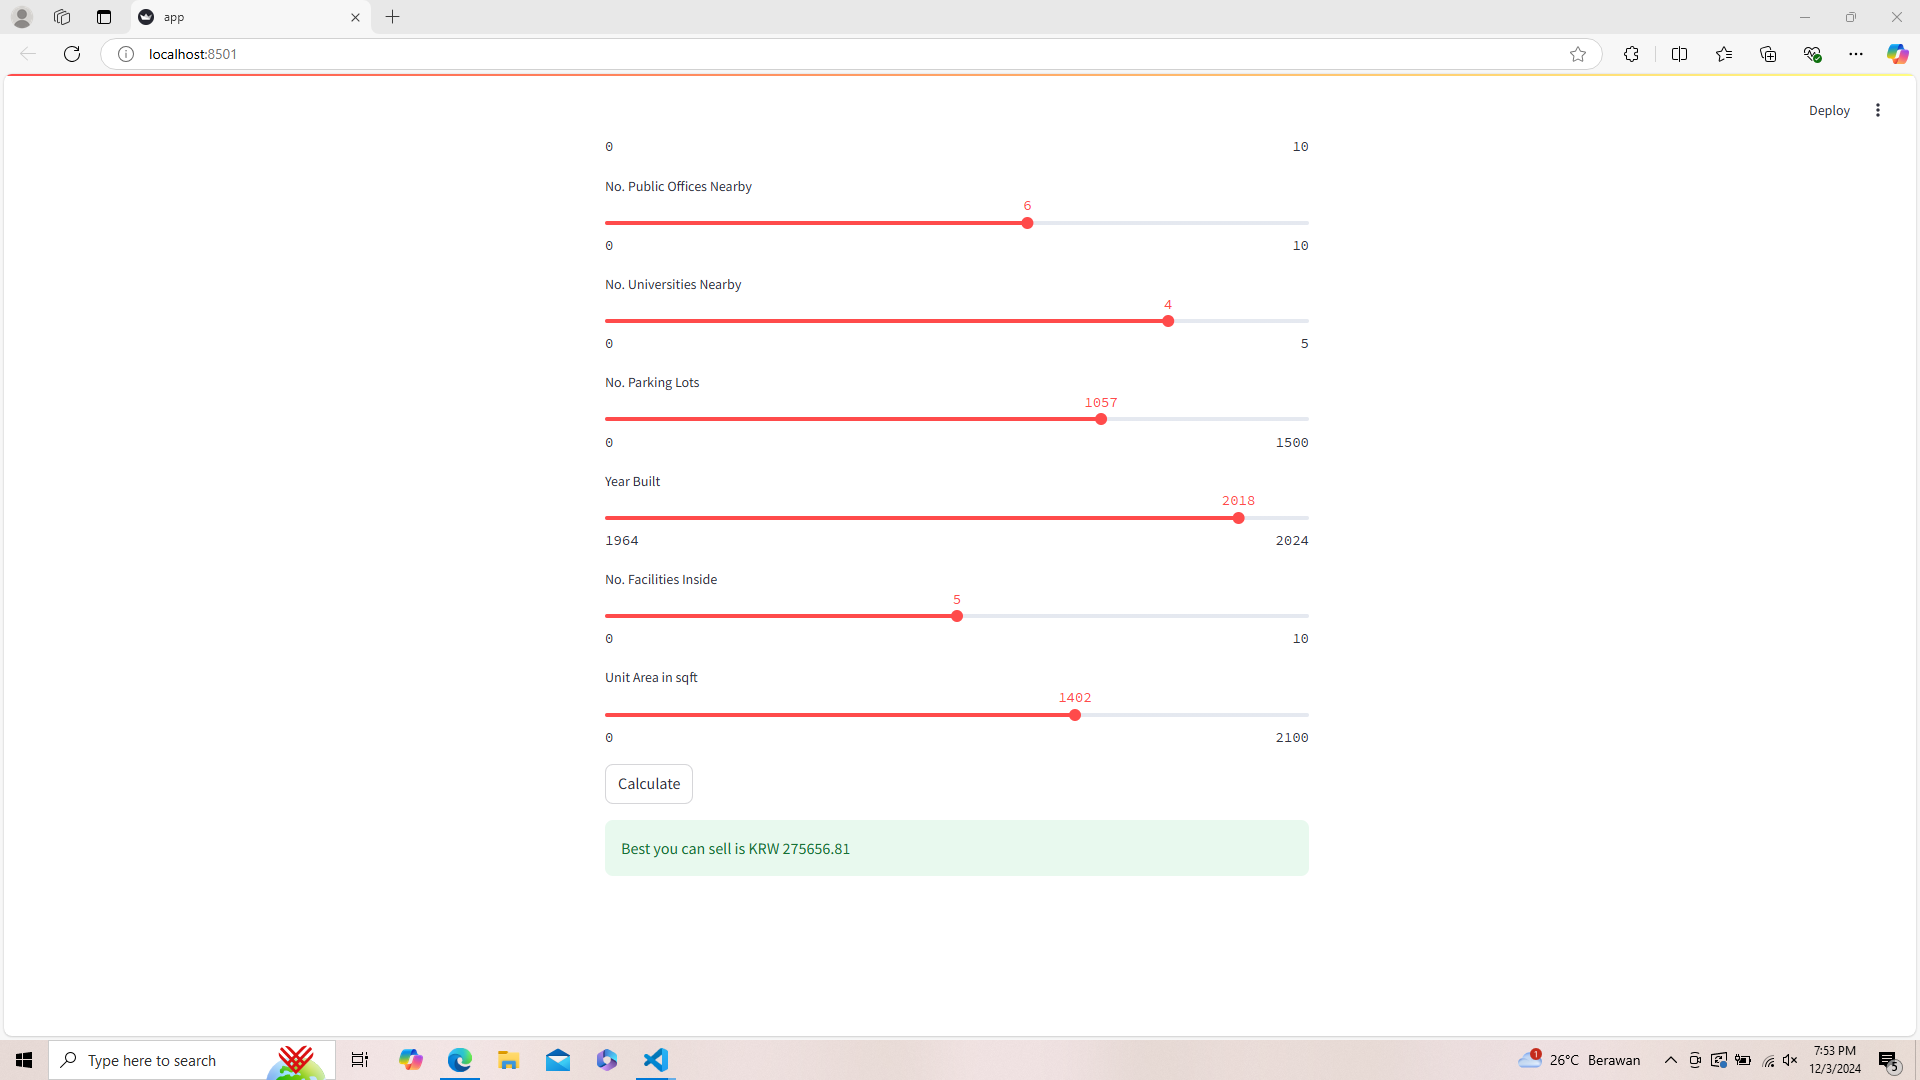 app
localhost:8501
Deploy
0 10
No. Public Offices Nearby
6
0 10
No. Universities Nearby
4
0 5
No. Parking Lots
1057
0 1500
Year Built
2018
1964 2024
No. Facilities Inside
5
0 10
Unit Area in sqft
1402
0 2100
Calculate
Best you can sell is KRW 275656.81
Type here to search
1
26°C Berawan
7:53 PM
12/3/2024
5